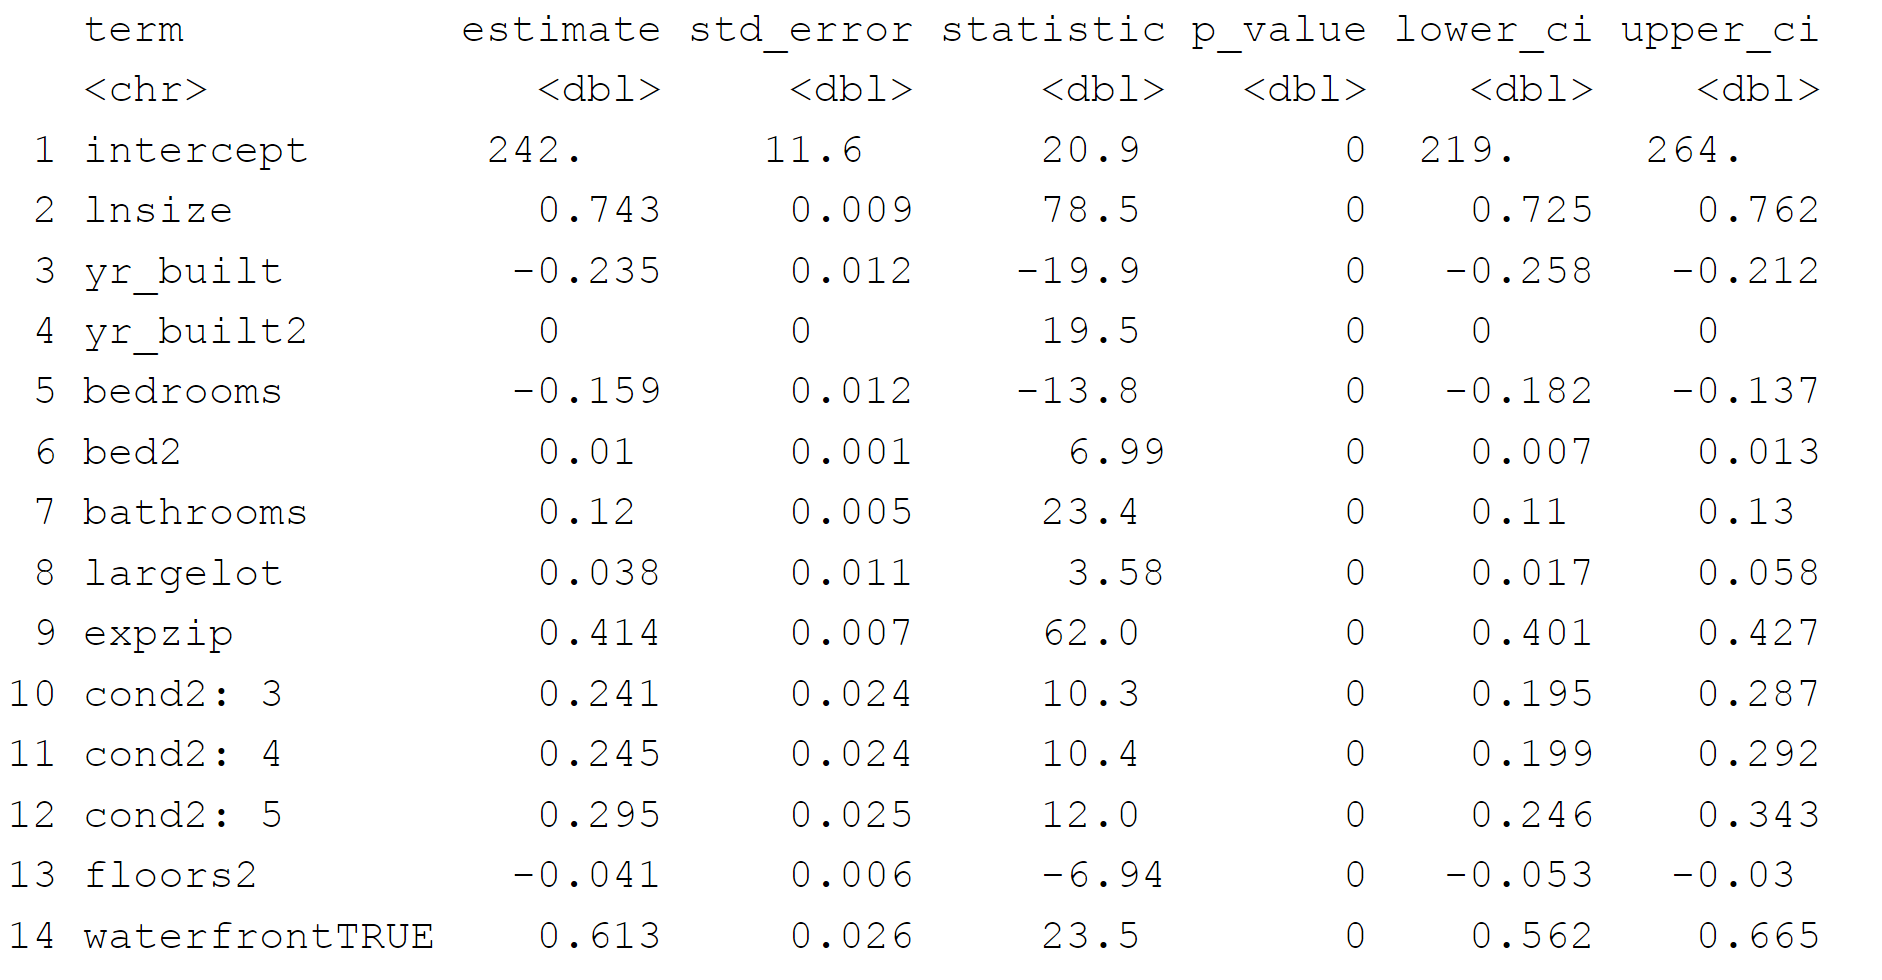 term estimate std_error statistic p_value lower_ci upper_ci
<chr> <dbl> <dbl> <dbl> <dbl> <dbl> <dbl>
1 intercept 242. 11.6 20.9 0 219. 264.
2 lnsize 0.743 0.009 78.5 0 0.725 0.762
3 yr_built -0.235 0.012 -19.9 0 -0.258 -0.212
4 yr_built2 0 0 19.5 0 0 0
5 bedrooms -0.159 0.012 -13.8 0 -0.182 -0.137
6 bed2 0.01 0.001 6.99 0 0.007 0.013
7 bathrooms 0.12 0.005 23.4 0 0.11 0.13
8 largelot 0.038 0.011 3.58 0 0.017 0.058
9 expzip 0.414 0.007 62.0 0 0.401 0.427
10 cond2: 3 0.241 0.024 10.3 0 0.195 0.287
11 cond2: 4 0.245 0.024 10.4 0 0.199 0.292
12 cond2: 5 0.295 0.025 12.0 0 0.246 0.343
13 floors2 -0.041 0.006 -6.94 0 -0.053 -0.03
14 waterfrontTRUE 0.613 0.026 23.5 0 0.562 0.665